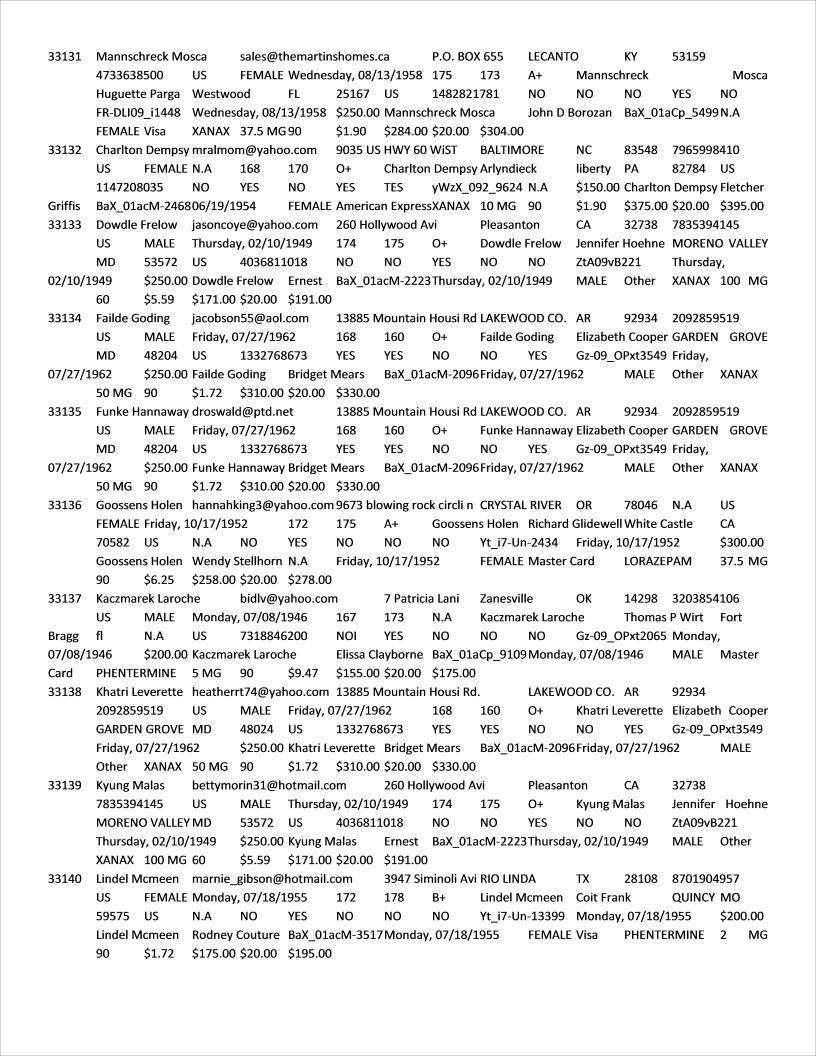 33131 Mannschreck Mosca sales@themartinshomes.ca P.O. BOX 655 LECANTO KY 53159
4733638500 US FEMALE Wednesday, 08/13/1958 175 173 A+ Mannschreck Mosca
Huguette Parga Westwood FL 25167 US 1482821781 NO NO NO YES NO
FR-DLI09_i1448 Wednesday, 08/13/1958 $250.00 Mannschreck Mosca John D Borozan BaX_01aCp_5499 N.A
FEMALE Visa XANAX 37.5 MG 90 $1.90 $284.00 $20.00 $304.00
33132 Charlton Dempsy mralmom@yahoo.com 9035 US HWY 60 WiST BALTIMORE NC 83548 7965998410
US FEMALE N.A 168 170 O+ Charlton Dempsy Arlyndieck liberty PA 82784 US
1147208035 NO YES NO YES TES yWzX_092_9624 N.A $150.00 Charlton Dempsy Fletcher
Griffis BaX_01acM-2468 06/19/1954 FEMALE American Express XANAX 10 MG 90 $1.90 $375.00 $20.00 $395.00
33133 Dowdle Frelow jasoncoye@yahoo.com 260 Hollywood Avi Pleasanton CA 32738 7835394145
US MALE Thursday, 02/10/1949 174 175 O+ Dowdle Frelow Jennifer Hoehne MORENO VALLEY
MD 53572 US 4036811018 NO NO YES NO NO ZtA09vB221 Thursday,
02/10/1949 $250.00 Dowdle Frelow Ernest BaX_01acM-2223 Thursday, 02/10/1949 MALE Other XANAX 100 MG
60 $5.59 $171.00 $20.00 $191.00
33134 Failde Goding jacobson55@aol.com 13885 Mountain Housi Rd LAKEWOOD CO. AR 92934 2092859519
US MALE Friday, 07/27/1962 168 160 O+ Failde Goding Elizabeth Cooper GARDEN GROVE
MD 48204 US 1332768673 YES YES NO NO YES Gz-09_OPxt3549 Friday,
07/27/1962 $250.00 Failde Goding Bridget Mears BaX_01acM-2096 Friday, 07/27/1962 MALE Other XANAX
50 MG 90 $1.72 $310.00 $20.00 $330.00
33135 Funke Hannaway droswald@ptd.net 13885 Mountain Housi Rd LAKEWOOD CO. AR 92934 2092859519
US MALE Friday, 07/27/1962 168 160 O+ Funke Hannaway Elizabeth Cooper GARDEN GROVE
MD 48204 US 1332768673 YES YES NO NO YES Gz-09_OPxt3549 Friday,
07/27/1962 $250.00 Funke Hannaway Bridget Mears BaX_01acM-2096 Friday, 07/27/1962 MALE Other XANAX
50 MG 90 $1.72 $310.00 $20.00 $330.00
33136 Goossens Holen hannahking3@yahoo.com 9673 blowing rock circli n CRYSTAL RIVER OR 78046 N.A US
FEMALE Friday, 10/17/1952 172 175 A+ Goossens Holen Richard Glidewell White Castle CA
70582 US N.A NO YES NO NO NO Yt_i7-Un-2434 Friday, 10/17/1952 $300.00
Goossens Holen Wendy Stellhorn N.A Friday, 10/17/1952 FEMALE Master Card LORAZEPAM 37.5 MG
90 $6.25 $258.00 $20.00 $278.00
33137 Kaczmarek Laroche bidlv@yahoo.com 7 Patricia Lani Zanesville OK 14298 3203854106
US MALE Monday, 07/08/1946 167 173 N.A Kaczmarek Laroche Thomas P Wirt Fort
Bragg fl N.A US 7318846200 NOI YES NO NO NO Gz-09_OPxt2065 Monday,
07/08/1946 $200.00 Kaczmarek Laroche Elissa Clayborne BaX_01aCp_9109 Monday, 07/08/1946 MALE Master
Card PHENTERMINE 5 MG 90 $9.47 $155.00 $20.00 $175.00
33138 Khatri Leverette heatherrt74@yahoo.com 13885 Mountain Housi Rd. LAKEWOOD CO. AR 92934
2092859519 US MALE Friday, 07/27/1962 168 160 O+ Khatri Leverette Elizabeth Cooper
GARDEN GROVE MD 48024 US 1332768673 YES YES NO NO YES Gz-09_OPxt3549
Friday, 07/27/1962 $250.00 Khatri Leverette Bridget Mears BaX_01acM-2096 Friday, 07/27/1962 MALE
Other XANAX 50 MG 90 $1.72 $310.00 $20.00 $330.00
33139 Kyung Malas bettymorin31@hotmail.com 260 Hollywood Avi Pleasanton CA 32738
7835394145 US MALE Thursday, 02/10/1949 174 175 O+ Kyung Malas Jennifer Hoehne
MORENO VALLEY MD 53572 US 4036811018 NO NO YES NO NO ZtA09vB221
Thursday, 02/10/1949 $250.00 Kyung Malas Ernest BaX_01acM-2223 Thursday, 02/10/1949 MALE Other
XANAX 100 MG 60 $5.59 $171.00 $20.00 $191.00
33140 Lindel Mcmeen marnie_gibson@hotmail.com 3947 Siminoli Avi RIO LINDA TX 28108 8701904957
US FEMALE Monday, 07/18/1955 172 178 B+ Lindel Mcmeen Coit Frank QUINCY MO
59575 US N.A NO YES NO NO NO Yt_i7-Un-13399 Monday, 07/18/1955 $200.00
Lindel Mcmeen Rodney Couture BaX_01acM-3517 Monday, 07/18/1955 FEMALE Visa PHENTERMINE 2 MG
90 $1.72 $175.00 $20.00 $195.00